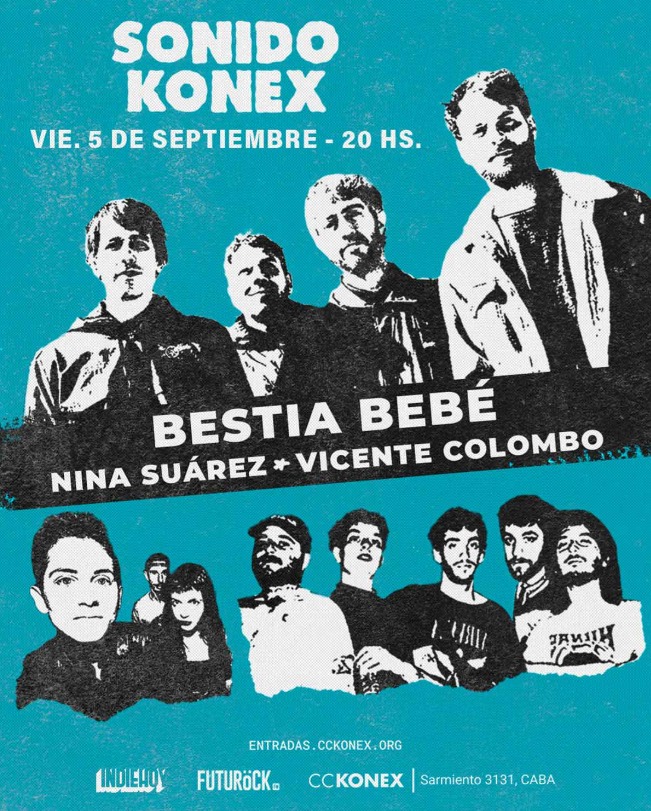 SONIDO
KONEX
VIE. 5 DE SEPTIEMBRE - 20 HS.
BESTIA BEBÉ
NINA SUÁREZ * VICENTE COLOMBO
ENTRADAS.CCKONEX.ORG
INDIEHOY FUTURöCK CCKONEX | Sarmiento 3131, CABA